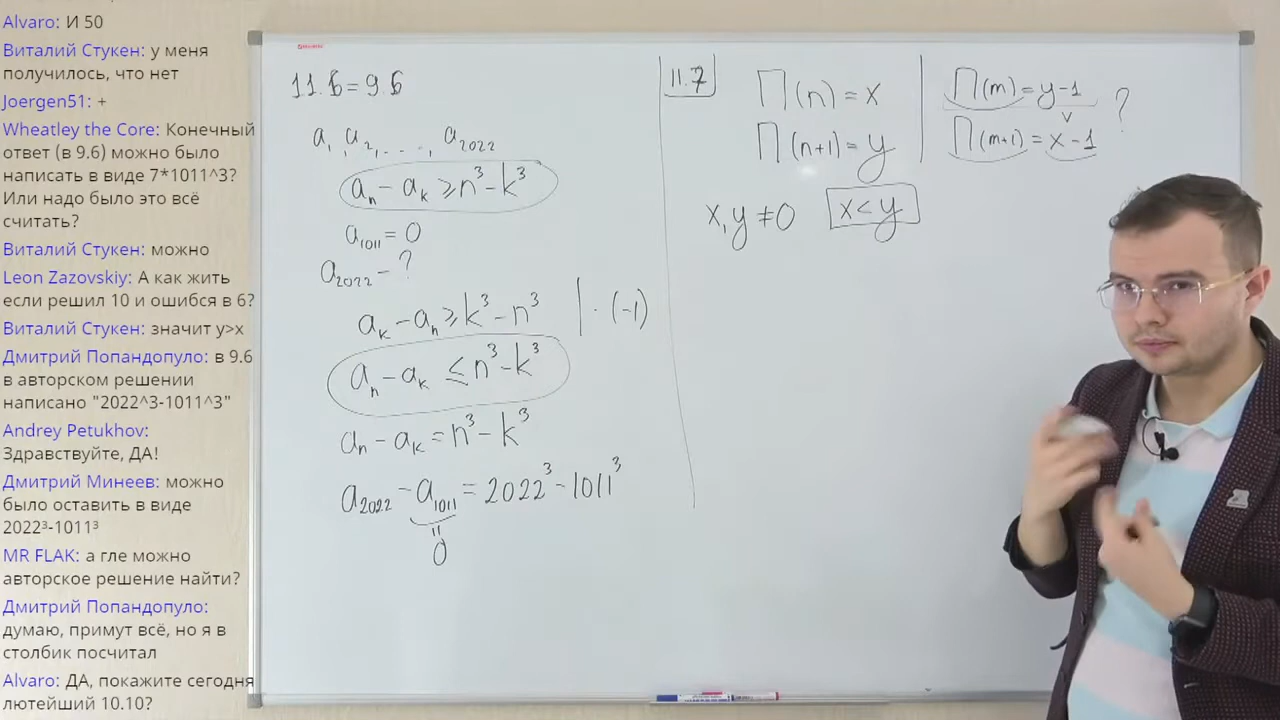 Alvaro: И 50
Виталий Стукен: у меня
получилось, что нет
Joergen51: +
Wheatley the Core: Конечный
ответ (в 9.6) можно было
написать в виде 7*1011^3?
Или надо было это всё
считать?
Виталий Стукен: можно
Leon Zazovskiy: А как жить
если решил 10 и ошибся в 6?
Виталий Стукен: значит y>x
Дмитрий Попандопуло: в 9.6
в авторском решении
написано "2022^3-1011^3"
Andrey Petukhov:
Здравствуйте, ДА!
Дмитрий Минеев: можно
было оставить в виде
2022³-1011³
MR FLAK: а гле можно
авторское решение найти?
Дмитрий Попандопуло:
думаю, примут всё, но я в
столбик посчитал
Alvaro: ДА, покажите сегодня
лютейший 10.10?
11.6 = 9.6
a₁, a₂, ...., a₂₀₂₂
aₙ - aₖ ⩾ n³ - k³
a₁₀₁₁ = 0
a₂₀₂₂ - ?
aₖ - aₙ ⩾ k³ - n³ | · (-1)
aₙ - aₖ ≤ n³ - k³
aₙ - aₖ = n³ - k³
a₂₀₂₂ - a₁₀₁₁ = 2022³ - 1011³
=
0
11.7
П(n) = x
П(n+1) = y
П(m) = y-1
∨
П(m+1) = x-1
?
x, y ≠ 0
x < y